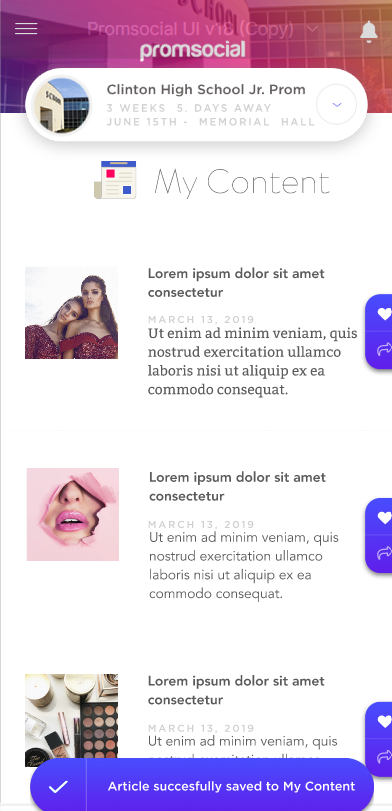 Promsocial UI v18 (Copy)
promsocial
Clinton High School Jr. Prom
3 WEEKS 5. DAYS AWAY
JUNE 15TH - MEMORIAL HALL
My Content
Lorem ipsum dolor sit amet
consectetur
MARCH 13, 2019
Ut enim ad minim veniam, quis
nostrud exercitation ullamco
laboris nisi ut aliquip ex ea
commodo consequat.
Lorem ipsum dolor sit amet
consectetur
MARCH 13, 2019
Ut enim ad minim veniam, quis
nostrud exercitation ullamco
laboris nisi ut aliquip ex ea
commodo consequat.
Lorem ipsum dolor sit amet
consectetur
MARCH 13, 2019
Ut enim ad minim veniam, quis
Article succesfully saved to My Content